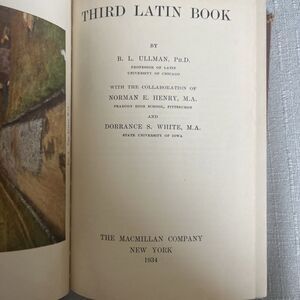 THIRD LATIN BOOK
BY
B. L. ULLMAN, PH.D.
PROFESSOR OF LATIN
UNIVERSITY OF CHICAGO
WITH THE COLLABORATION OF
NORMAN E. HENRY, M.A.
PEABODY HIGH SCHOOL, PITTSBURGH
AND
DORRANCE S. WHITE, M.A.
STATE UNIVERSITY OF IOWA
THE MACMILLAN COMPANY
NEW YORK
1934